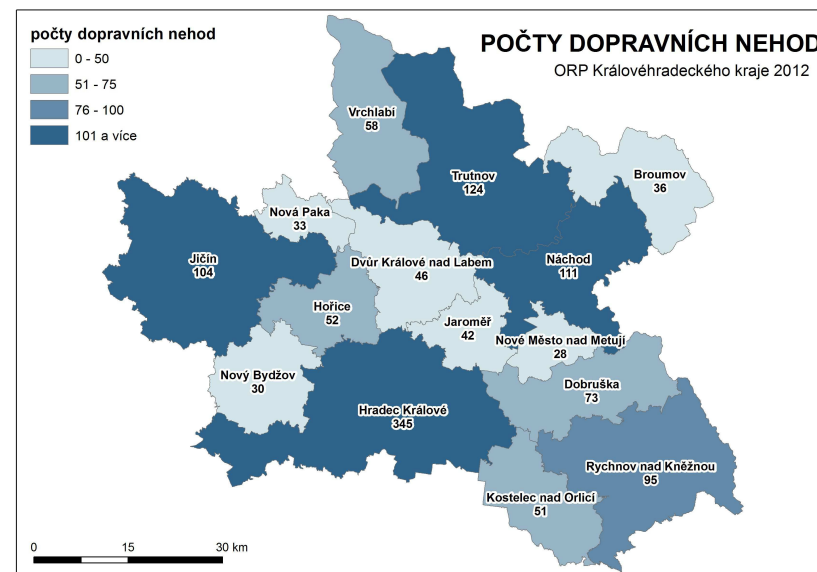 POČTY DOPRAVNÍCH NEHOD
ORP Královéhradeckého kraje 2012
počty dopravních nehod
0 - 50
51 - 75
76 - 100
101 a více
Vrchlabí
58
Trutnov
124
Broumov
36
Nová Paka
33
Jičín
104
Dvůr Králové nad Labem
46
Náchod
111
Hořice
52
Jaroměř
42
Nové Město nad Metují
28
Nový Bydžov
30
Dobruška
73
Hradec Králové
345
Rychnov nad Kněžnou
95
Kostelec nad Orlicí
51
0 15 30 km